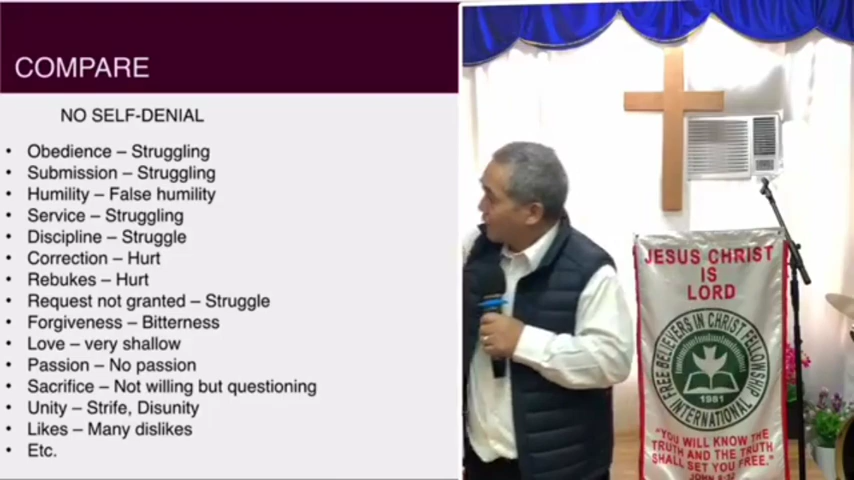 COMPARE
NO SELF-DENIAL
• Obedience – Struggling
• Submission – Struggling
• Humility – False humility
• Service – Struggling
• Discipline – Struggle
• Correction – Hurt
• Rebukes – Hurt
• Request not granted – Struggle
• Forgiveness – Bitterness
• Love – very shallow
• Passion – No passion
• Sacrifice – Not willing but questioning
• Unity – Strife, Disunity
• Likes – Many dislikes
• Etc.
JESUS CHRIST
IS
LORD
FREE BELIEVERS IN CHRIST FELLOWSHIP
INTERNATIONAL
1981
"YOU WILL KNOW THE
TRUTH AND THE TRUTH
SHALL SET YOU FREE."